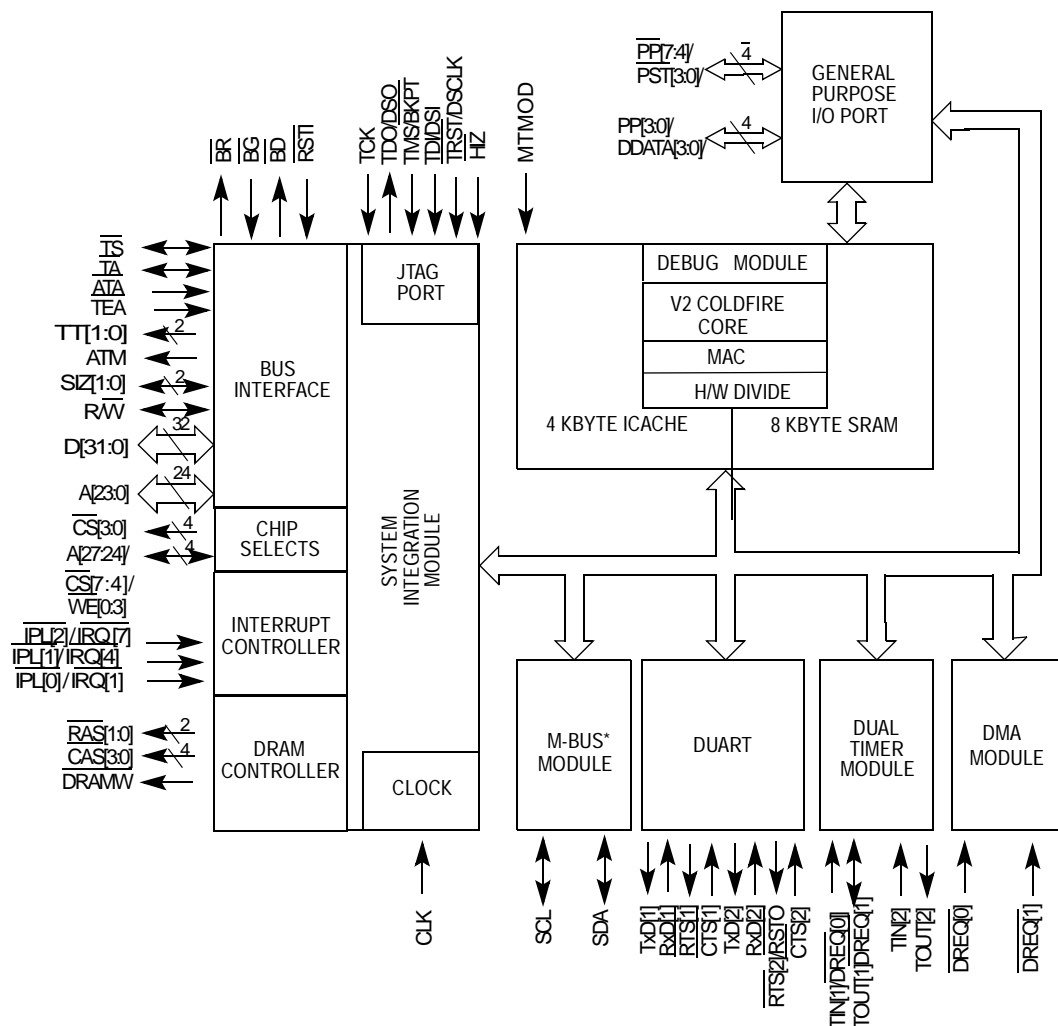 PP[7:4]/
PST[3:0]/
4
PP[3:0]/
DDATA[3:0]/
4
GENERAL
PURPOSE
I/O PORT
BR
BG
BD
RSTI
TCK
TDO/DSO
TMS/BKPT
TDI/DSI
TRST/DSCLK
HIZ
MTMOD
TS
TA
ATA
TEA
TT[1:0]
2
ATM
SIZ[1:0]
2
R/W
D[31:0]
32
A[23:0]
24
CS[3:0]
4
A[27:24]/
4
CS[7:4]/
WE[0:3]
IPL[2]/IRQ[7]
IPL[1]/IRQ[4]
IPL[0]/IRQ[1]
RAS[1:0]
2
CAS[3:0]
4
DRAMW
BUS
INTERFACE
CHIP
SELECTS
INTERRUPT
CONTROLLER
DRAM
CONTROLLER
JTAG
PORT
SYSTEM
INTEGRATION
MODULE
CLOCK
DEBUG MODULE
V2 COLDFIRE
CORE
MAC
H/W DIVIDE
4 KBYTE ICACHE
8 KBYTE SRAM
M-BUS*
MODULE
DUART
DUAL
TIMER
MODULE
DMA
MODULE
CLK
SCL
SDA
TxD[1]
RxD[1]
RTS[1]
CTS[1]
TxD[2]
RxD[2]
RTS[2]/RSTO
CTS[2]
TIN[1]/DREQ[0]
TOUT[1]DREQ[1]
TIN[2]
TOUT[2]
DREQ[0]
DREQ[1]